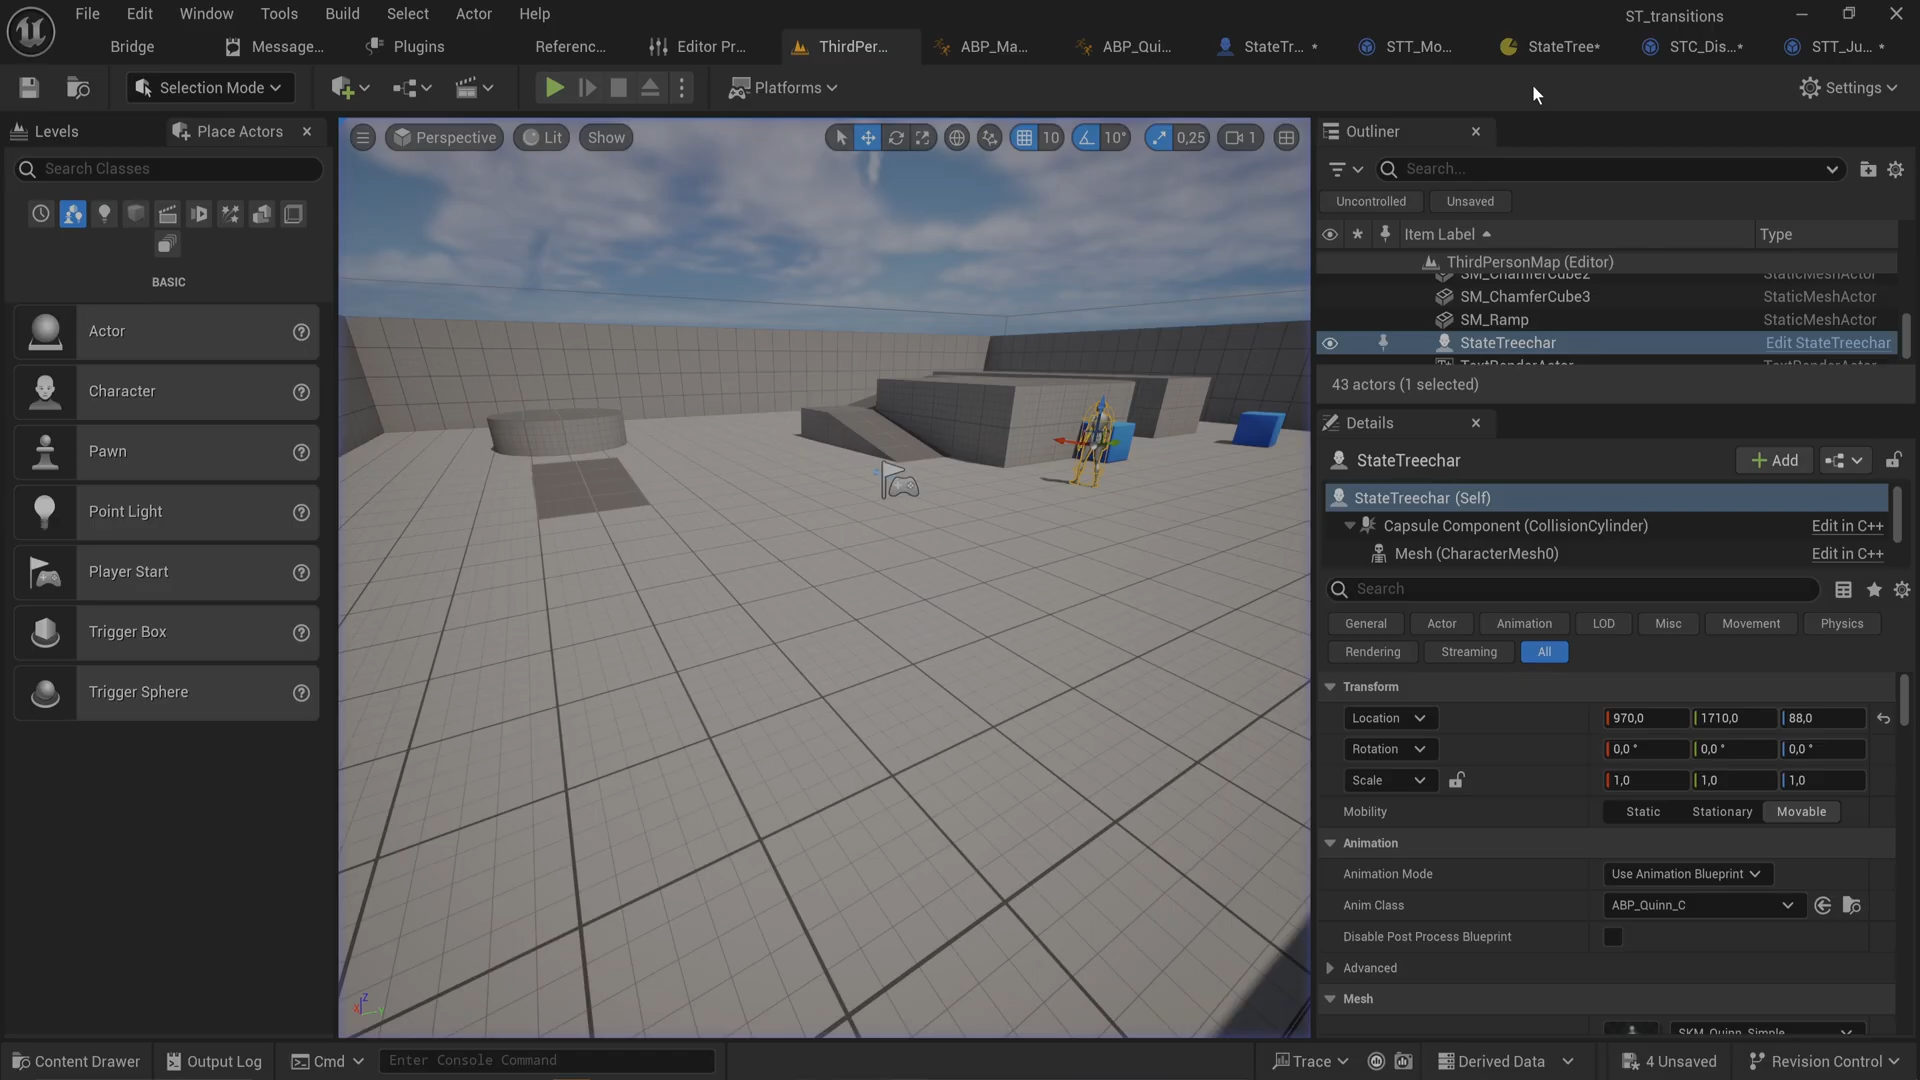 File Edit Window Tools Build Select Actor Help
ST_transitions
Bridge Message... Plugins Referenc... Editor Pr... ThirdPer... ABP_Ma... ABP_Qui... StateTr... * STT_Mo... StateTree* STC_Dis...* STT_Ju... *
Selection Mode
Platforms
Settings
Levels Place Actors
Search Classes
BASIC
Actor
Character
Pawn
Point Light
Player Start
Trigger Box
Trigger Sphere
Perspective Lit Show
10 10° 0,25 1
Outliner
Search...
Uncontrolled Unsaved
Item Label Type
ThirdPersonMap (Editor)
SM_ChamferCube2 StaticMeshActor
SM_ChamferCube3 StaticMeshActor
SM_Ramp StaticMeshActor
StateTreechar Edit StateTreechar
TextRenderActor
43 actors (1 selected)
Details
StateTreechar
Add
StateTreechar (Self)
Capsule Component (CollisionCylinder) Edit in C++
Mesh (CharacterMesh0) Edit in C++
Search
General Actor Animation LOD Misc Movement Physics
Rendering Streaming All
Transform
Location 970,0 1710,0 88,0
Rotation 0,0 ° 0,0 ° 0,0 °
Scale 1,0 1,0 1,0
Mobility Static Stationary Movable
Animation
Animation Mode Use Animation Blueprint
Anim Class ABP_Quinn_C
Disable Post Process Blueprint
Advanced
Mesh
SKM_Quinn_Simple
Content Drawer Output Log Cmd Enter Console Command
Trace Derived Data 4 Unsaved Revision Control